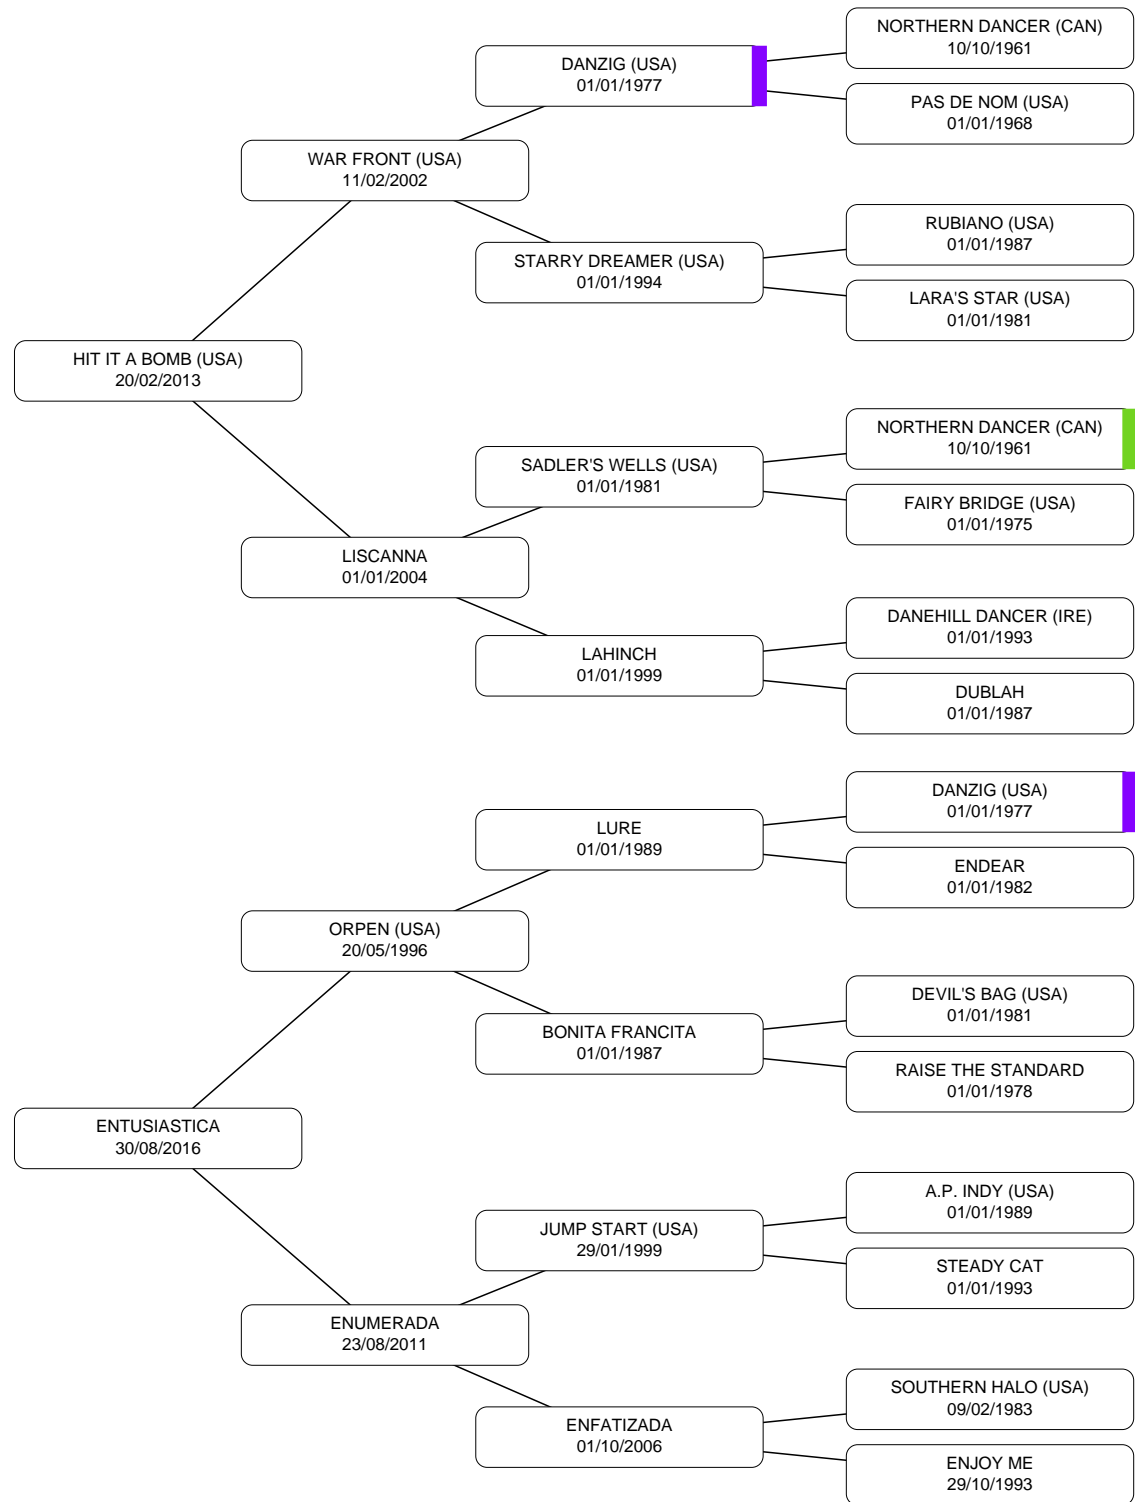 NORTHERN DANCER (CAN)
10/10/1961
DANZIG (USA)
01/01/1977
PAS DE NOM (USA)
01/01/1968
WAR FRONT (USA)
11/02/2002
RUBIANO (USA)
01/01/1987
STARRY DREAMER (USA)
01/01/1994
LARA'S STAR (USA)
01/01/1981
HIT IT A BOMB (USA)
20/02/2013
NORTHERN DANCER (CAN)
10/10/1961
SADLER'S WELLS (USA)
01/01/1981
FAIRY BRIDGE (USA)
01/01/1975
LISCANNA
01/01/2004
DANEHILL DANCER (IRE)
01/01/1993
LAHINCH
01/01/1999
DUBLAH
01/01/1987
DANZIG (USA)
01/01/1977
LURE
01/01/1989
ENDEAR
01/01/1982
ORPEN (USA)
20/05/1996
DEVIL'S BAG (USA)
01/01/1981
BONITA FRANCITA
01/01/1987
RAISE THE STANDARD
01/01/1978
ENTUSIASTICA
30/08/2016
A.P. INDY (USA)
01/01/1989
JUMP START (USA)
29/01/1999
STEADY CAT
01/01/1993
ENUMERADA
23/08/2011
SOUTHERN HALO (USA)
09/02/1983
ENFATIZADA
01/10/2006
ENJOY ME
29/10/1993